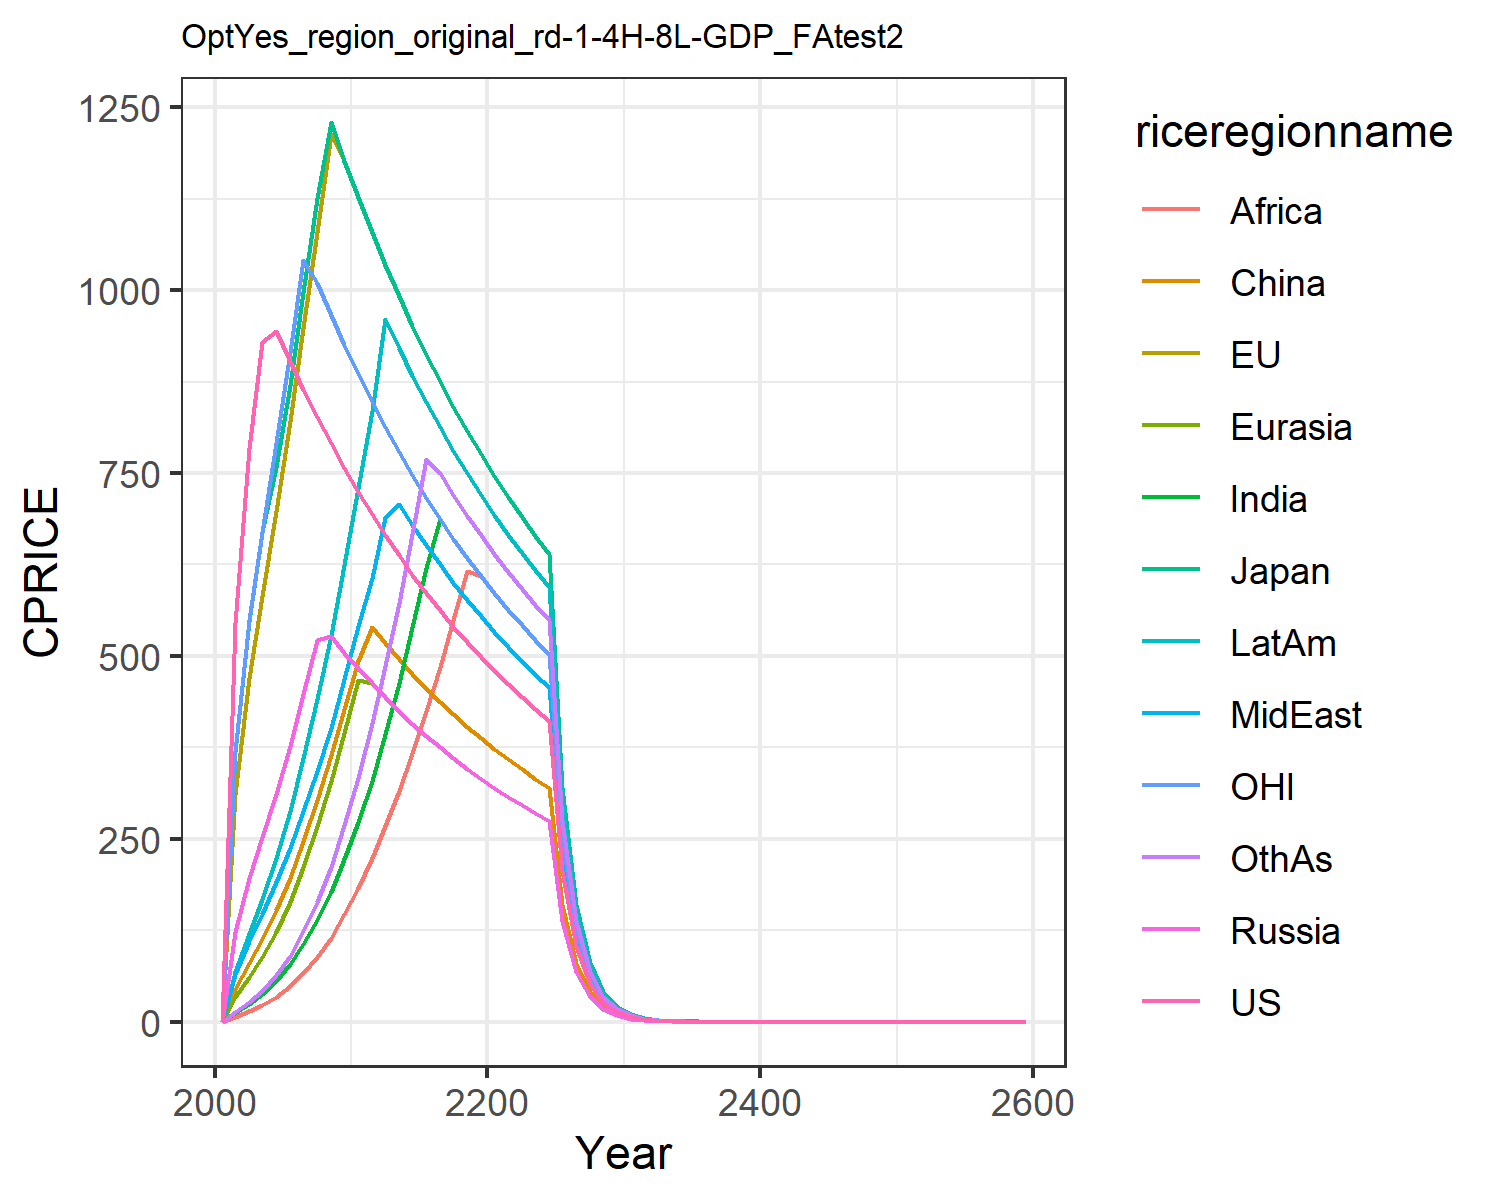 OptYes_region_original_rd-1-4H-8L-GDP_FAtest2
1250
1000
750
500
250
0
CPRICE
2000 2200 2400 2600
Year
riceregionname
Africa
China
EU
Eurasia
India
Japan
LatAm
MidEast
OHI
OthAs
Russia
US